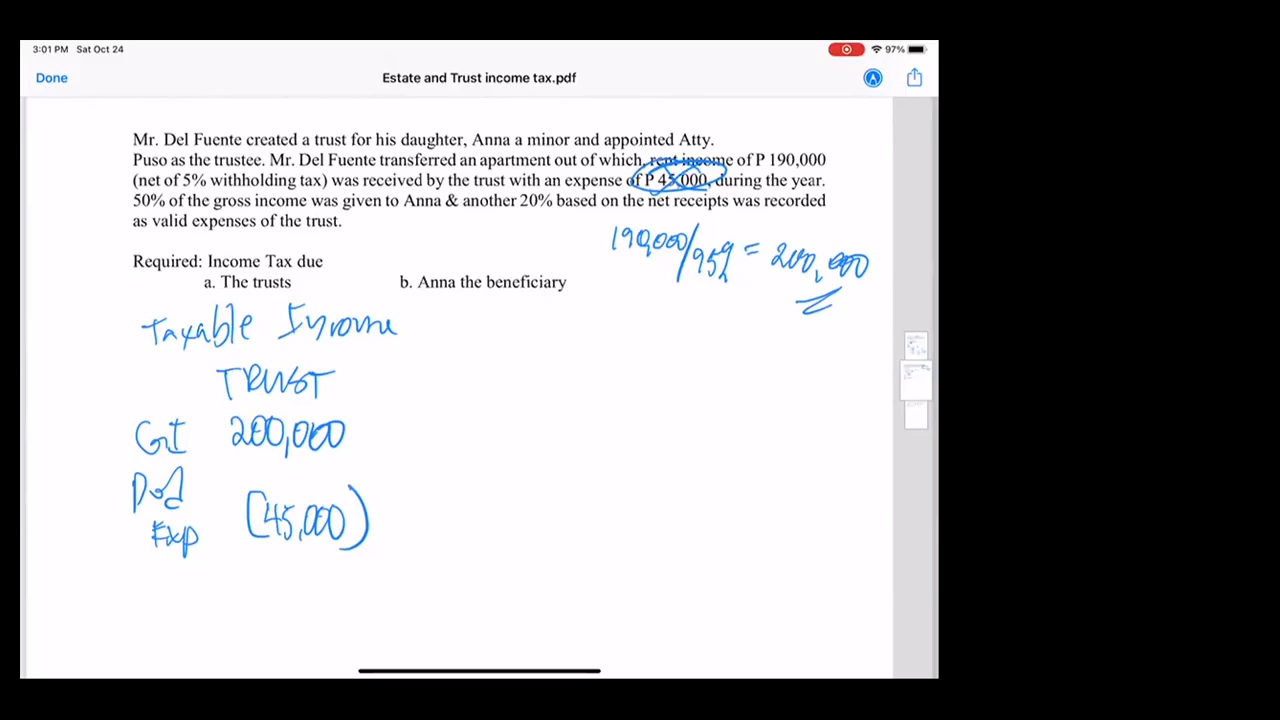 3:01 PM Sat Oct 24
97%
Done
Estate and Trust income tax.pdf
Mr. Del Fuente created a trust for his daughter, Anna a minor and appointed Atty.
Puso as the trustee. Mr. Del Fuente transferred an apartment out of which, rent income of P 190,000
(net of 5% withholding tax) was received by the trust with an expense of P 45,000, during the year.
50% of the gross income was given to Anna & another 20% based on the net receipts was recorded
as valid expenses of the trust.
190,000/95% = 200,000
Required: Income Tax due
a. The trusts
b. Anna the beneficiary
Taxable Income
TRUST
GI 200,000
Ded
Exp (45,000)